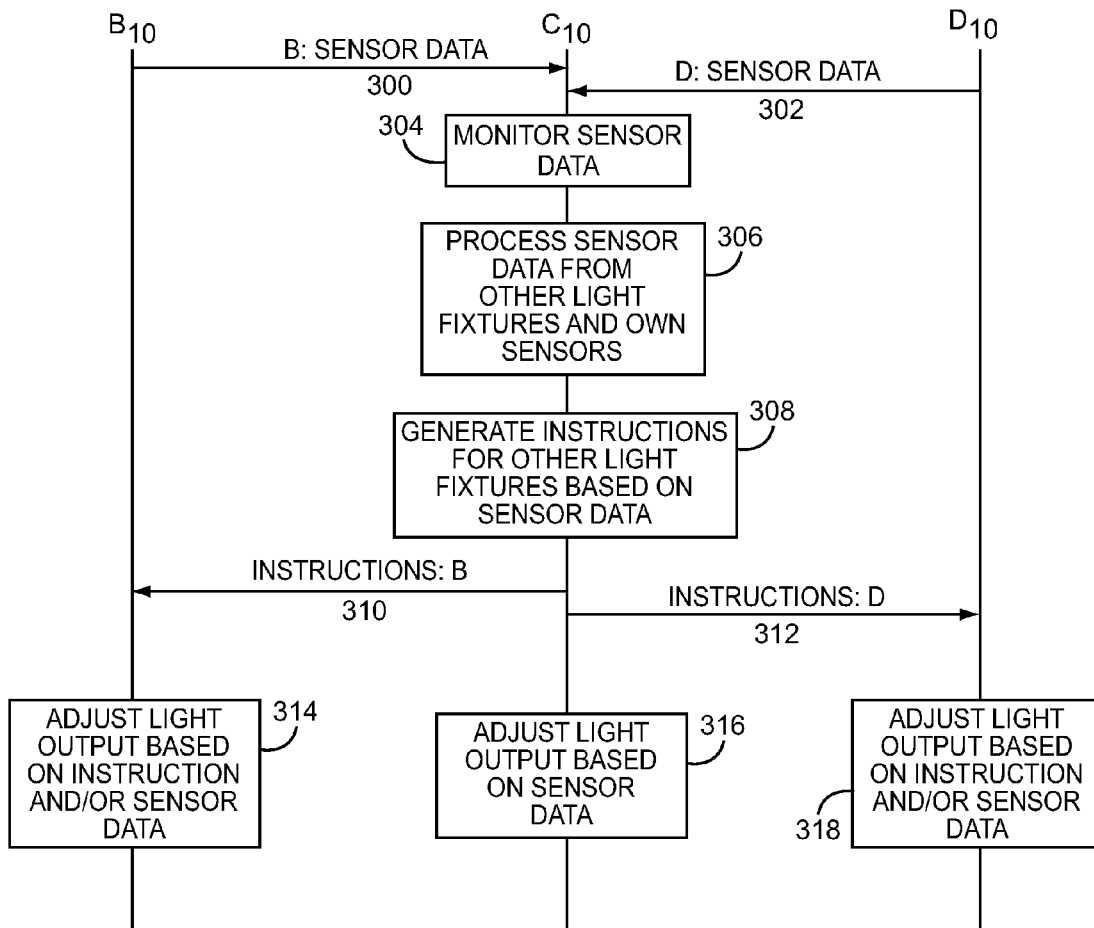 B10
C10
D10
B: SENSOR DATA
300
D: SENSOR DATA
302
304
MONITOR SENSOR
DATA
PROCESS SENSOR
DATA FROM
OTHER LIGHT
FIXTURES AND OWN
SENSORS
306
GENERATE INSTRUCTIONS
FOR OTHER LIGHT
FIXTURES BASED ON
SENSOR DATA
308
INSTRUCTIONS: B
310
INSTRUCTIONS: D
312
ADJUST LIGHT
OUTPUT BASED
ON INSTRUCTION
AND/OR SENSOR
DATA
314
ADJUST LIGHT
OUTPUT BASED
ON SENSOR
DATA
316
ADJUST LIGHT
OUTPUT BASED
ON INSTRUCTION
AND/OR SENSOR
DATA
318